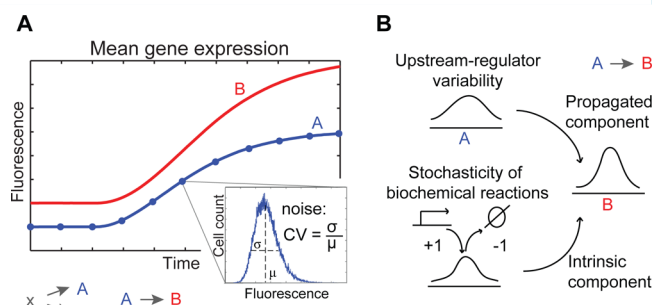 A
Mean gene expression
Fluorescence
B
A
Time
Cell count
noise:
CV = σ/μ
σ
μ
Fluorescence
x
A
A → B
B
Upstream-regulator
variability
A
A → B
Propagated
component
Stochasticity
of biochemical reactions
+1
-1
B
Intrinsic
component